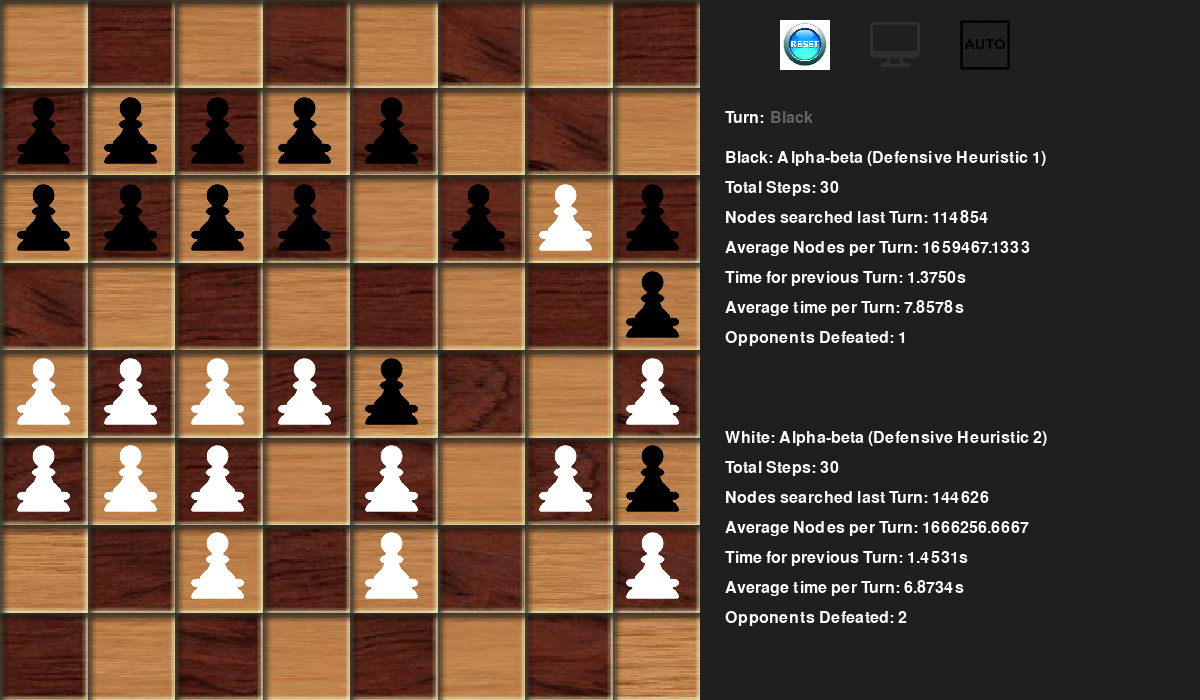 RESET
AUTO
Turn: Black
Black: Alpha-beta (Defensive Heuristic 1)
Total Steps: 30
Nodes searched last Turn: 114854
Average Nodes per Turn: 1659467.1333
Time for previous Turn: 1.3750s
Average time per Turn: 7.8578s
Opponents Defeated: 1
White: Alpha-beta (Defensive Heuristic 2)
Total Steps: 30
Nodes searched last Turn: 144626
Average Nodes per Turn: 1666256.6667
Time for previous Turn: 1.4531s
Average time per Turn: 6.8734s
Opponents Defeated: 2